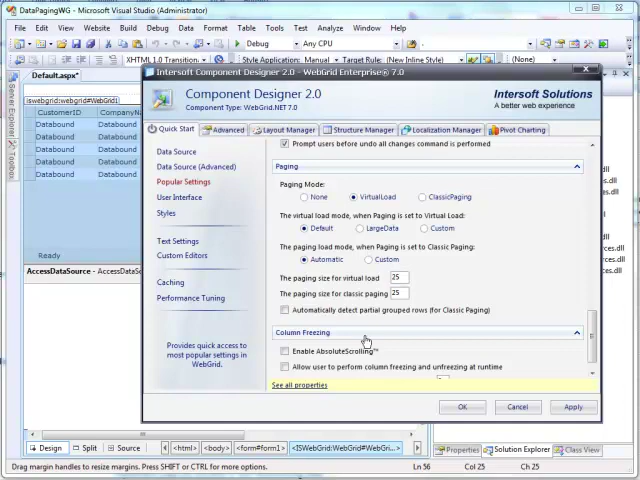 DataPagingWG - Microsoft Visual Studio (Administrator)
File Edit View Website Build Debug Data Format Table Tools Test Analyze Window Help
Debug Any CPU
XHTML 1.0 Transition Style Application: Manual Target Rule: (New Inline Style) (None)
Intersoft Component Designer 2.0 - WebGrid Enterprise® 7.0
Default.aspx*
Server Explorer
Toolbox
iswebgrid:webgrid#WebGrid1
CustomerID CompanyN
Databound Databound
Databound Databound
Databound Databound
Databound Databound
Databound Databound
Ready
AccessDataSource - AccessDataSo
Component Designer 2.0
Component Type: WebGrid.NET 7.0
Intersoft Solutions
A better web experience
Quick Start Advanced Layout Manager Structure Manager Localization Manager Pivot Charting
Data Source
Data Source (Advanced)
Popular Settings
User Interface
Styles
Text Settings
Custom Editors
Caching
Performance Tuning
Provides quick access to
most popular settings in
WebGrid.
Prompt users before undo all changes command is performed
Paging
Paging Mode:
None VirtualLoad ClassicPaging
The virtual load mode, when Paging is set to Virtual Load:
Default LargeData Custom
The paging load mode, when Paging is set to Classic Paging:
Automatic Custom
The paging size for virtual load 25
The paging size for classic paging 25
Automatically detect partial grouped rows (for Classic Paging)
Column Freezing
Enable AbsoluteScrolling™
Allow user to perform column freezing and unfreezing at runtime
See all properties
OK Cancel Apply
.dll
s.dll
Design Split Source <html> <body> <form#form1> <ISWebGrid:WebGrid#WebGri...
Properties Solution Explorer Class View
Drag margin handles to resize margins. Press SHIFT or CTRL for more options. Ln 56 Col 25 Ch 25